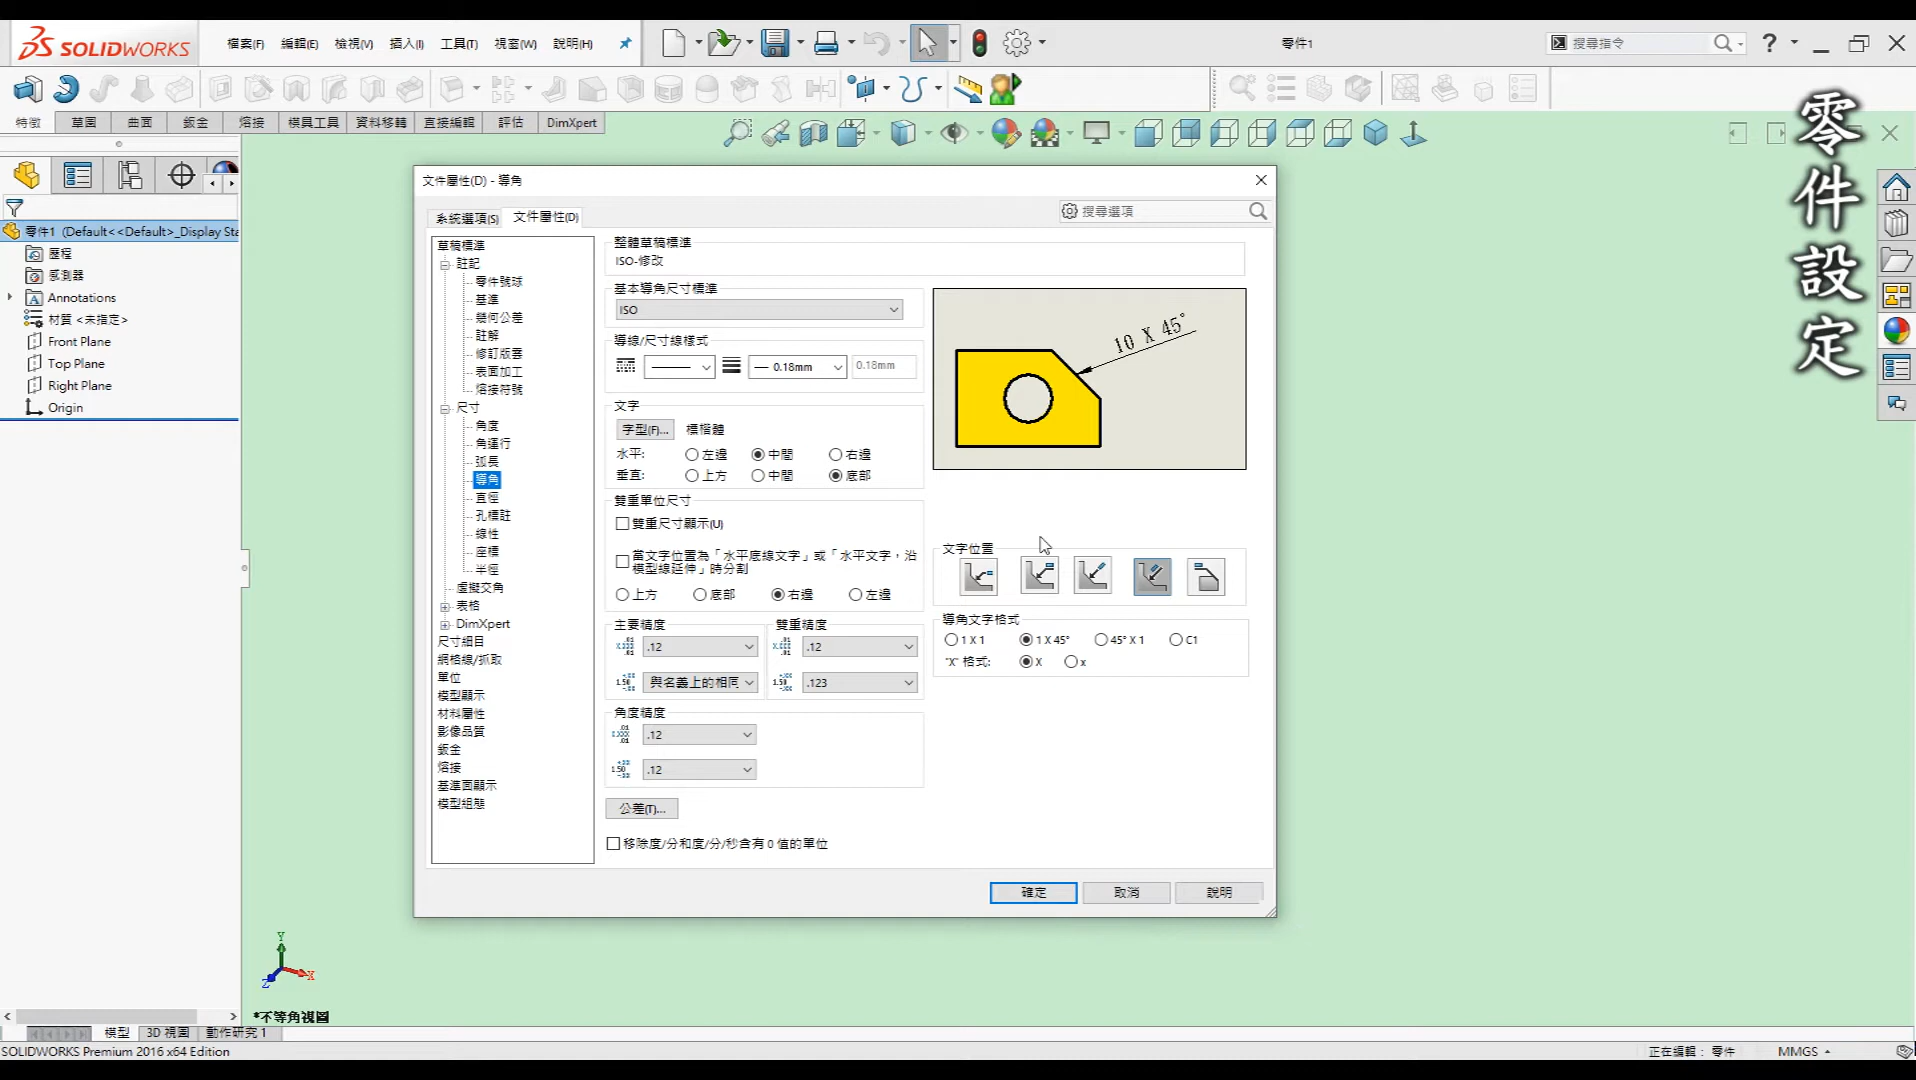 SOLIDWORKS
檔案(F)
編輯(E)
檢視(V)
插入(I)
工具(T)
視窗(W)
說明(H)
零件1
搜尋指令
特徵
草圖
曲面
鈑金
熔接
模具工具
資料移轉
直接編輯
評估
DimXpert
零件設定
零件1 (Default<<Default>_Display Sta
歷程
感測器
Annotations
材質 <未指定>
Front Plane
Top Plane
Right Plane
Origin
文件屬性(D) - 導角
系統選項(S)
文件屬性(D)
搜尋選項
草稿標準
註記
零件號球
基準
幾何公差
註解
修訂版雲
表面加工
熔接符號
尺寸
角度
角運行
弧長
導角
直徑
孔標註
線性
座標
半徑
虛擬交角
表格
DimXpert
尺寸細目
網格線/抓取
單位
模型顯示
材料屬性
影像品質
鈑金
熔接
基準面顯示
模型組態
整體草稿標準
ISO-修改
基本導角尺寸標準
ISO
導線/尺寸線樣式
0.18mm
0.18mm
文字
字型(F)...
標楷體
水平:
左邊
中間
右邊
垂直:
上方
中間
底部
雙重單位尺寸
雙重尺寸顯示(U)
當文字位置為「水平底線文字」或「水平文字，沿
模型線延伸」時分割
上方
底部
右邊
左邊
主要精度
.12
與名義上的相同
雙重精度
.12
.123
角度精度
.12
.12
公差(T)...
移除度/分和度/分/秒含有 0 值的單位
10 X 45°
文字位置
導角文字格式
1 X 1
1 X 45°
45° X 1
C1
"X" 格式:
X
x
確定
取消
說明
Y
X
Z
*不等角視圖
模型
3D 視圖
動作研究 1
SOLIDWORKS Premium 2016 x64 Edition
正在編輯： 零件
MMGS